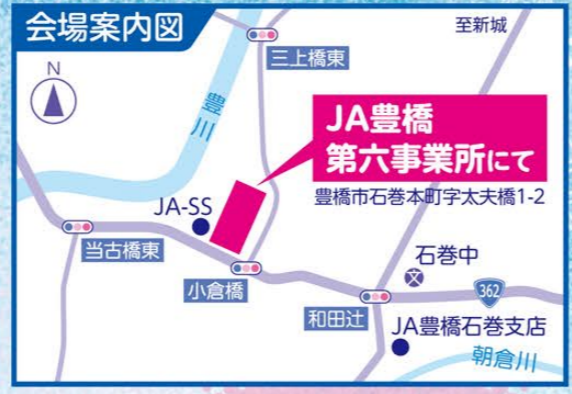 会場案内図
N
三上橋東
至新城
豊川
JA豊橋
第六事業所にて
豊橋市石巻本町字太夫橋1-2
JA-SS
当古橋東
小倉橋
石巻中
文
362
和田辻
JA豊橋石巻支店
朝倉川